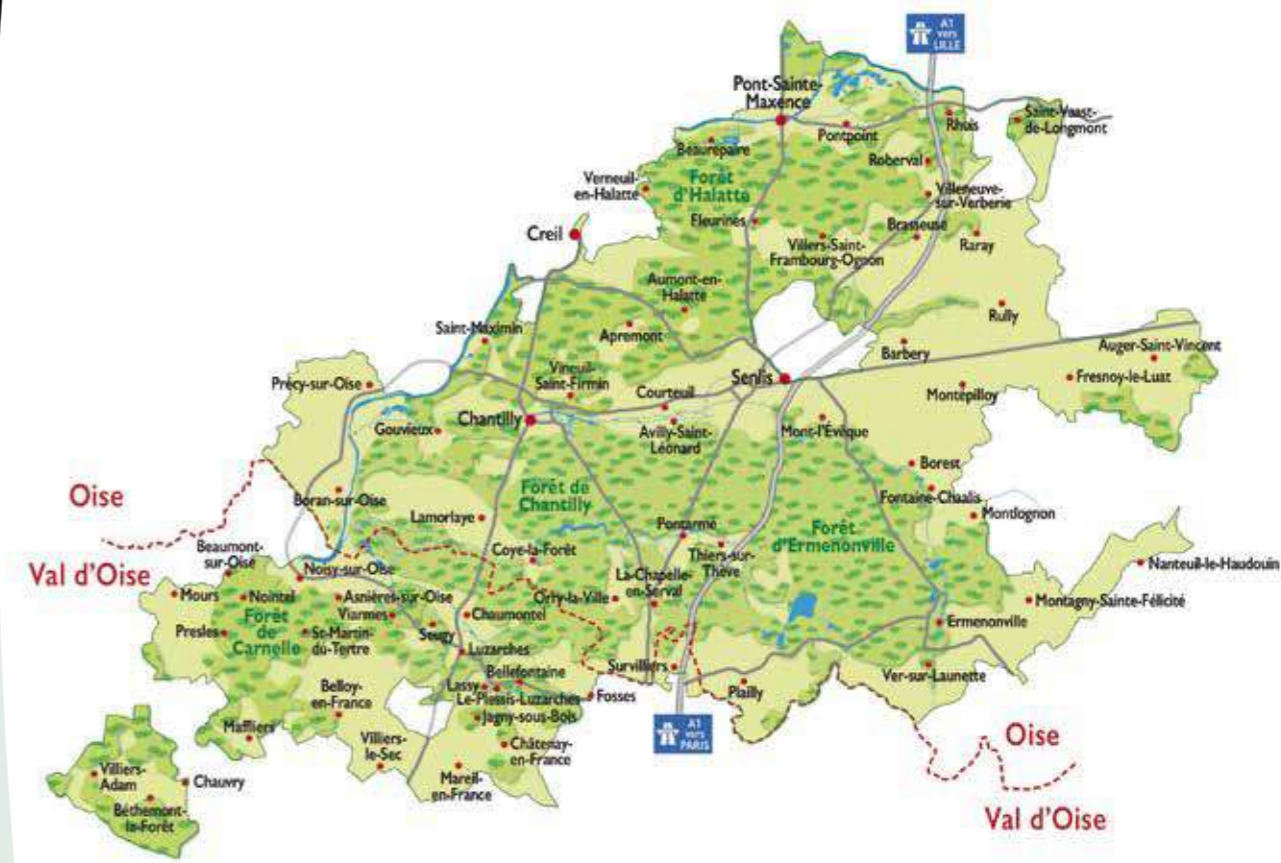 A1
vers
LILLE
Pont-Sainte-
Maxence
Pontpoint
Rhuis
Saint-Vaast-
de-Longmont
Beaurepaire
Roberval
Verneuil-
en-Halatte
Forêt
d'Halatte
Villeneuve-
sur-Verberie
Fleurines
Brasseuse
Creil
Villers-Saint-
Frambourg-Ognon
Raray
Aumont-en-
Halatte
Rully
Saint-Maximin
Apremont
Barbery
Auger-Saint-Vincent
Précy-sur-Oise
Vineuil-
Saint-Firmin
Courteuil
Senlis
Montépilloy
Fresnoy-le-Luat
Chantilly
Gouvieux
Avilly-Saint-
Léonard
Mont-l'Évêque
Borest
Oise
Boran-sur-Oise
Forêt de
Chantilly
Fontaine-Chaalis
Lamorlaye
Montlognon
Pontarmé
Forêt
d'Ermenonville
Beaumont-
sur-Oise
Coye-la-Forêt
Thiers-sur-
Thève
Val d'Oise
Noisy-sur-Oise
La-Chapelle-
en-Serval
Nanteuil-le-Haudouin
Mours
Nointel
Asnières-sur-Oise
Orry-la-Ville
Montagny-Sainte-Félicité
Viarmes
Chaumontel
Forêt
de
Carnelle
Presles
St-Martin-
du-Tertre
Seugy
Ermenonville
Luzarches
Survilliers
Bellefontaine
Ver-sur-Launette
Lassy
Le-Plessis-Luzarches
Fosses
Plailly
Belloy-
en-France
Jagny-sous-Bois
Maffliers
A1
vers
PARIS
Oise
Villiers-
le-Sec
Châtenay-
en-France
Villiers-
Adam
Chauvry
Mareil-
en-France
Béthemont-
la-Forêt
Val d'Oise